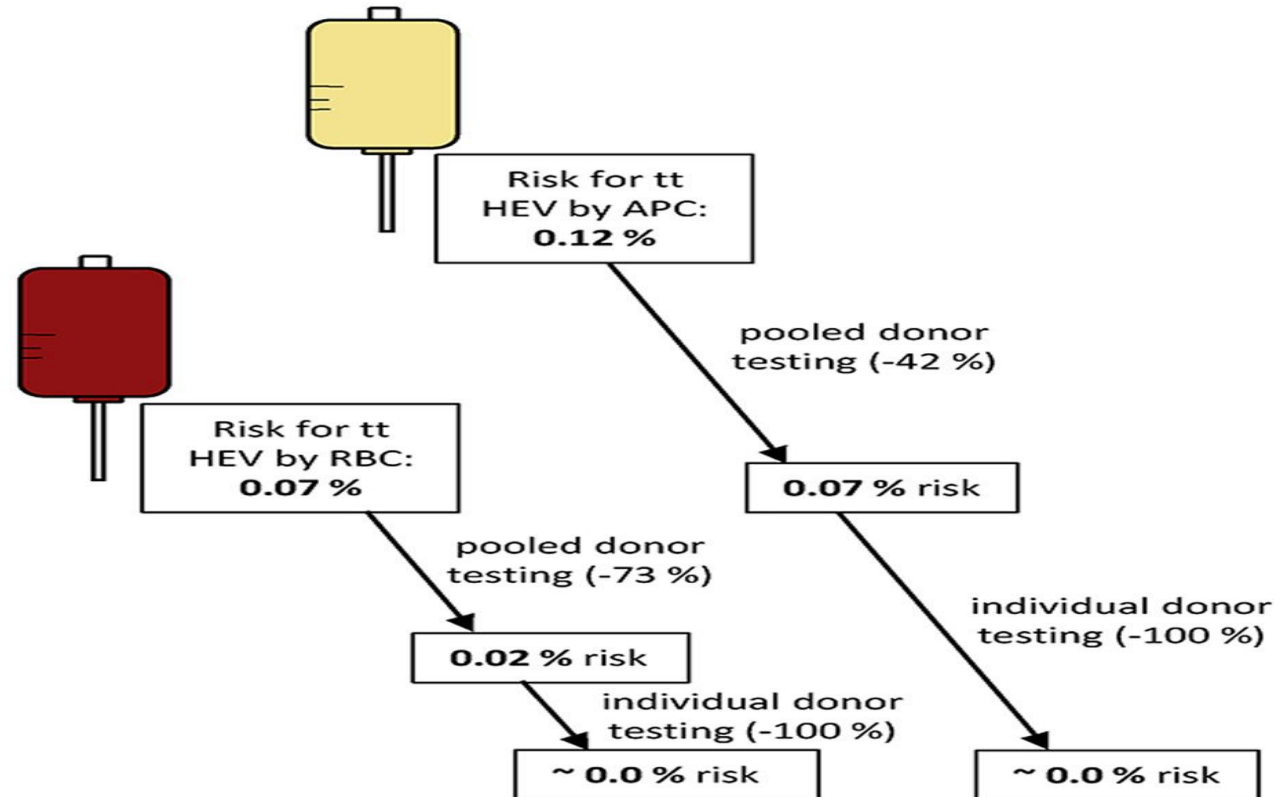 Risk for tt
HEV by APC:
0.12 %
pooled donor
testing (-42 %)
Risk for tt
HEV by RBC:
0.07 %
0.07 % risk
pooled donor
testing (-73 %)
individual donor
testing (-100 %)
0.02 % risk
individual donor
testing (-100 %)
~ 0.0 % risk
~ 0.0 % risk